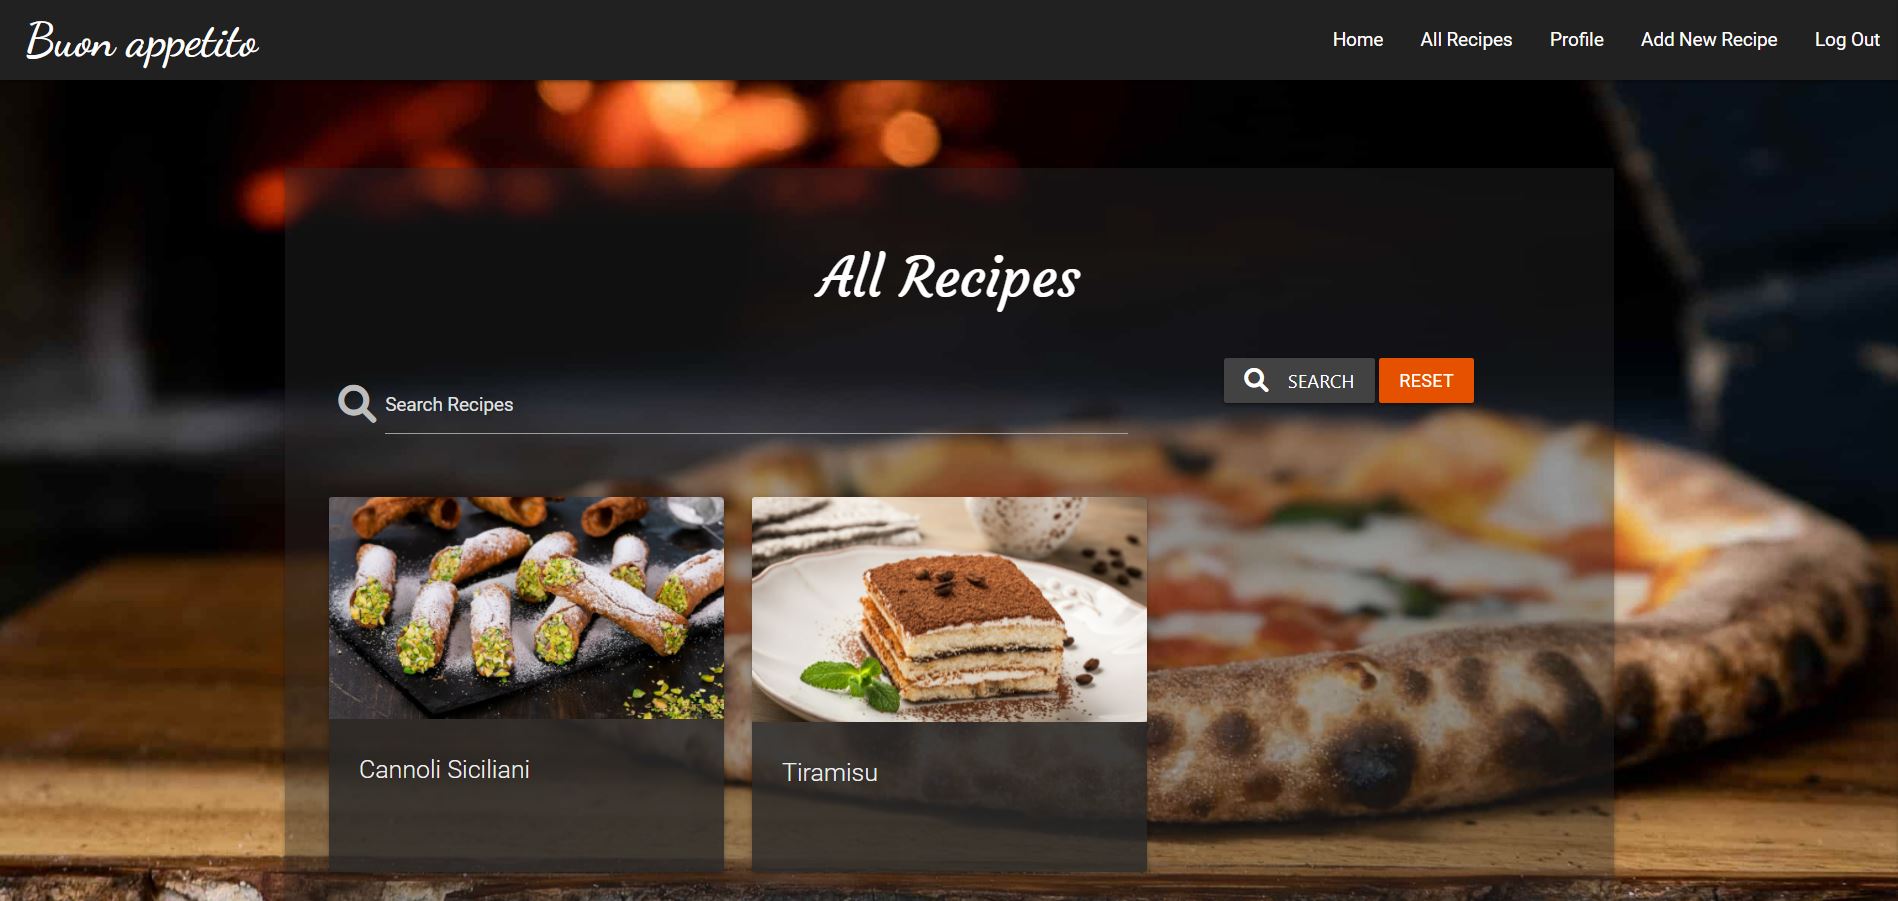 Buon appetito
Home
All Recipes
Profile
Add New Recipe
Log Out
All Recipes
Search Recipes
SEARCH
RESET
Cannoli Siciliani
Tiramisu